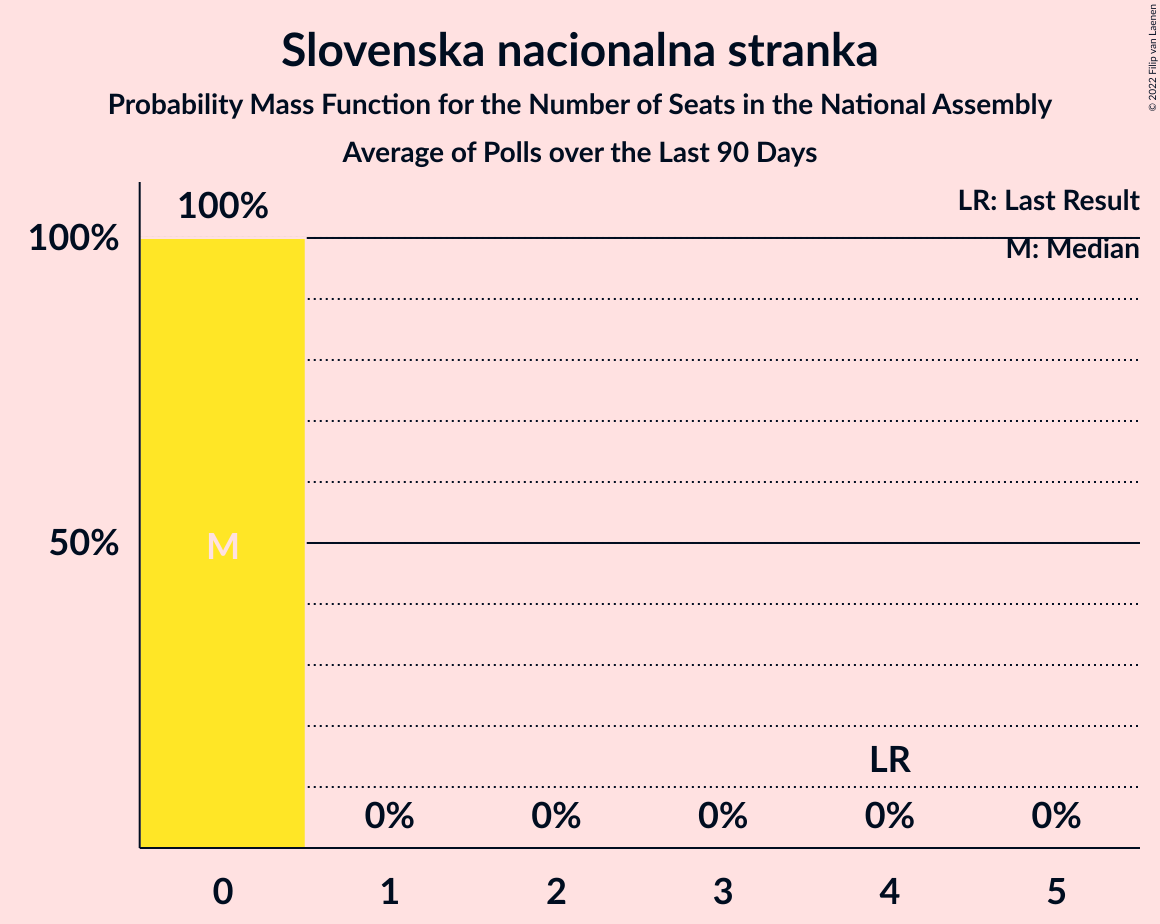 Slovenska nacionalna stranka
Probability Mass Function for the Number of Seats in the National Assembly
Average of Polls over the Last 90 Days
© 2022 Filip van Laenen
LR: Last Result
M: Median
100%
100%
50%
M
LR
0% 0% 0% 0% 0%
0 1 2 3 4 5